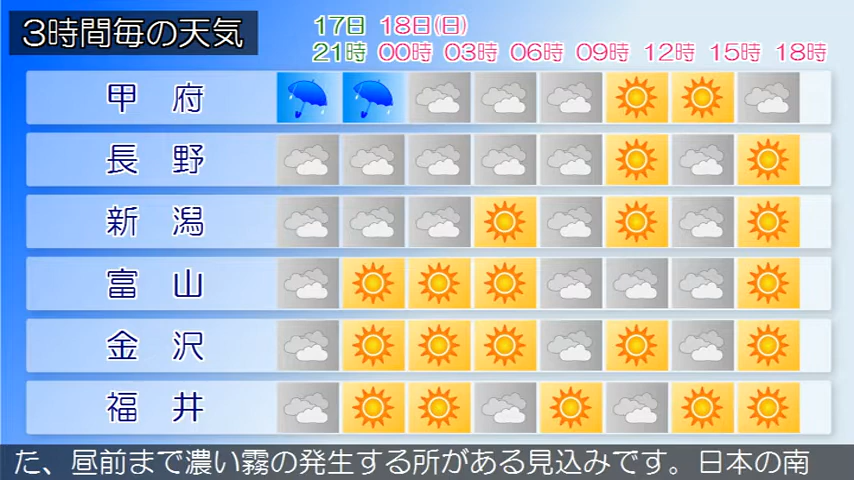 3時間毎の天気
17日 18日(日)
21時 00時 03時 06時 09時 12時 15時 18時
甲府
長野
新潟
富山
金沢
福井
た、昼前まで濃い霧の発生する所がある見込みです。日本の南